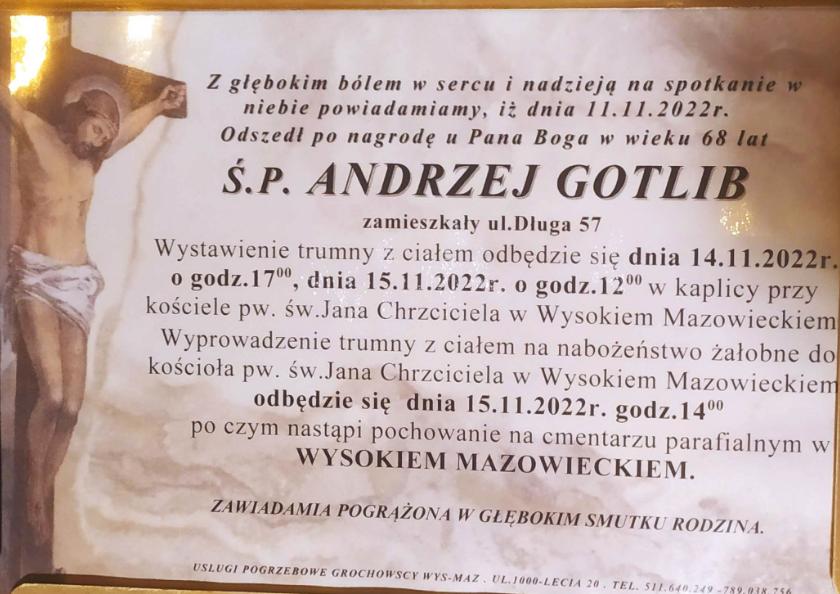 Z głębokim bólem w sercu i nadzieją na spotkanie w
niebie powiadamiamy, iż dnia 11.11.2022r.
Odszedł po nagrodę u Pana Boga w wieku 68 lat
Ś.P. ANDRZEJ GOTLIB
zamieszkały ul.Długa 57
Wystawienie trumny z ciałem odbędzie się dnia 14.11.2022r.
o godz.17⁰⁰, dnia 15.11.2022r. o godz.12⁰⁰ w kaplicy przy
kościele pw. św.Jana Chrzciciela w Wysokiem Mazowieckiem
Wyprowadzenie trumny z ciałem na nabożeństwo żałobne do
kościoła pw. św.Jana Chrzciciela w Wysokiem Mazowieckiem
odbędzie się dnia 15.11.2022r. godz.14⁰⁰
po czym nastąpi pochowanie na cmentarzu parafialnym w
WYSOKIEM MAZOWIECKIEM.
ZAWIADAMIA POGRĄŻONA W GŁĘBOKIM SMUTKU RODZINA.
USLUGI POGRZEBOWE GROCHOWSCY WYS-MAZ . UL.1000-LECIA 20 . TEL. 511.640.249 -789.038.756